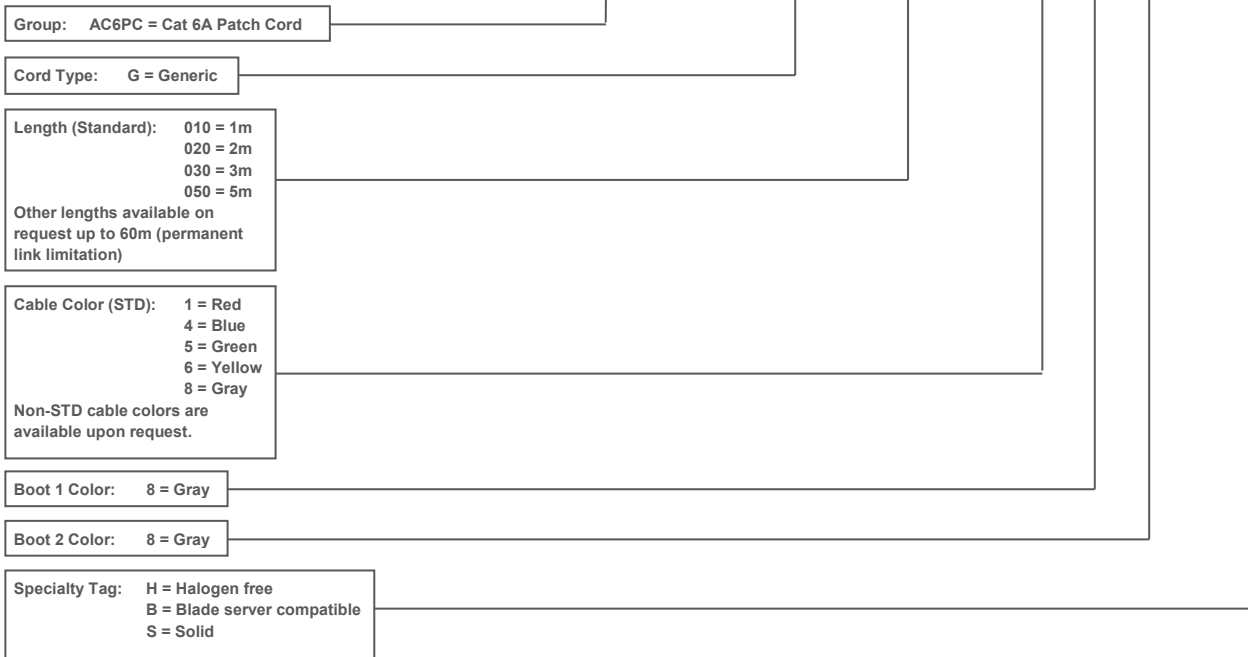 Group: AC6PC = Cat 6A Patch Cord
Cord Type: G = Generic
Length (Standard): 010 = 1m
020 = 2m
030 = 3m
050 = 5m
Other lengths available on
request up to 60m (permanent
link limitation)
Cable Color (STD): 1 = Red
4 = Blue
5 = Green
6 = Yellow
8 = Gray
Non-STD cable colors are
available upon request.
Boot 1 Color: 8 = Gray
Boot 2 Color: 8 = Gray
Specialty Tag: H = Halogen free
B = Blade server compatible
S = Solid